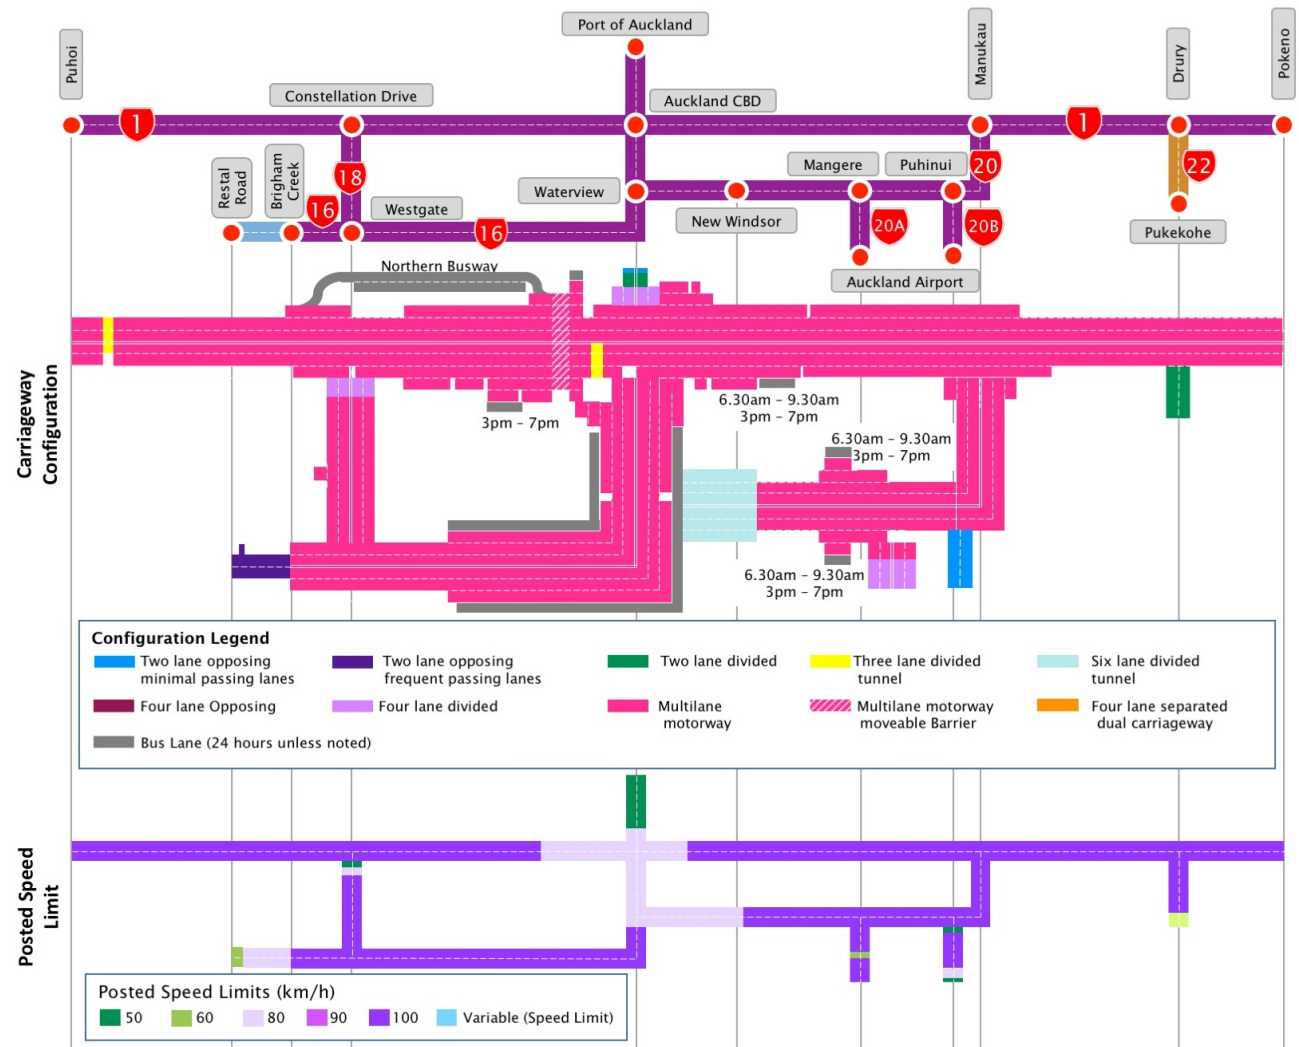 Port of Auckland
Puhoi
Manukau
Drury
Pokeno
Constellation Drive
Auckland CBD
1
1
Restal
Road
Brigham
Creek
18
16
Westgate
16
Waterview
Mangere
Puhinui
20
22
New Windsor
20A
20B
Pukekohe
Auckland Airport
Northern Busway
Carriageway
Configuration
3pm – 7pm
6.30am – 9.30am
3pm – 7pm
6.30am – 9.30am
3pm – 7pm
6.30am – 9.30am
3pm – 7pm
Configuration Legend
Two lane opposing
minimal passing lanes
Two lane opposing
frequent passing lanes
Two lane divided
Three lane divided
tunnel
Six lane divided
tunnel
Four lane Opposing
Four lane divided
Multilane
motorway
Multilane motorway
moveable Barrier
Four lane separated
dual carriageway
Bus Lane (24 hours unless noted)
Posted Speed
Limit
Posted Speed Limits (km/h)
50
60
80
90
100
Variable (Speed Limit)